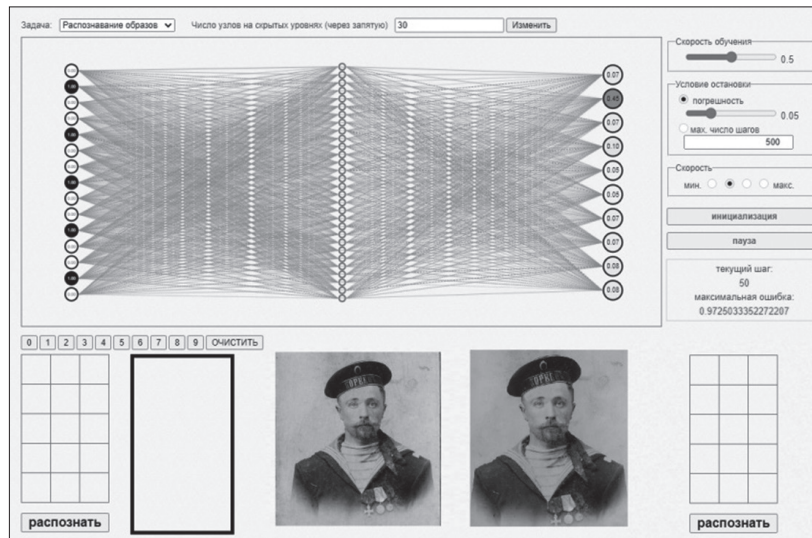 Задача: Распознавание образов Число узлов на скрытых уровнях (через запятую) 30 Изменить
Скорость обучения
0.5
Условие остановки
погрешность
0.05
мах. число шагов
500
Скорость
мин. макс.
инициализация
пауза
текущий шаг:
50
максимальная ошибка:
0.9725033352272207
0.07
0.07
0.10
0.05
0.05
0.07
0.07
0.08
0.08
0 1 2 3 4 5 6 7 8 9 ОЧИСТИТЬ
распознать
распознать